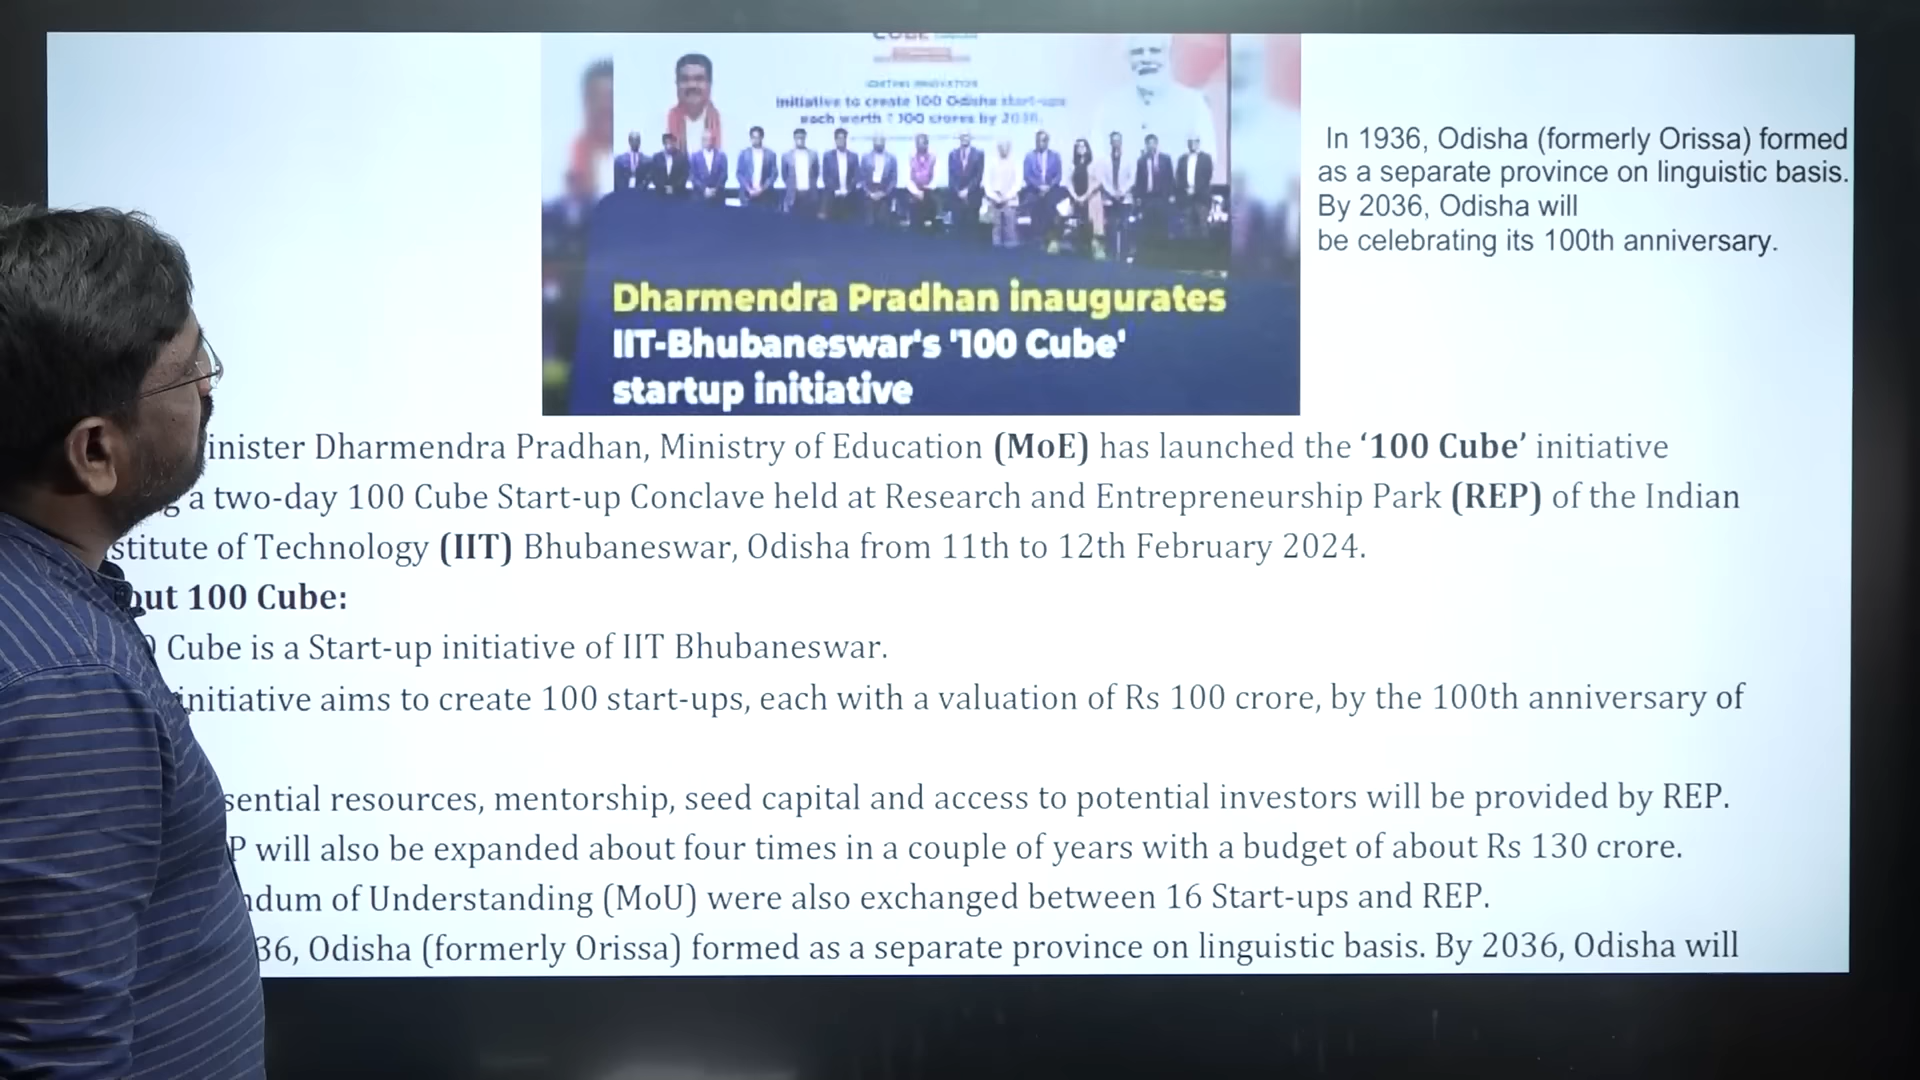 CUBE
initiative to create 100 Odisha start-ups
each worth ₹ 100 crores by 2036.
Dharmendra Pradhan inaugurates
IIT-Bhubaneswar's '100 Cube'
startup initiative
In 1936, Odisha (formerly Orissa) formed
as a separate province on linguistic basis.
By 2036, Odisha will
be celebrating its 100th anniversary.
inister Dharmendra Pradhan, Ministry of Education (MoE) has launched the ‘100 Cube’ initiative
g a two-day 100 Cube Start-up Conclave held at Research and Entrepreneurship Park (REP) of the Indian
stitute of Technology (IIT) Bhubaneswar, Odisha from 11th to 12th February 2024.
out 100 Cube:
0 Cube is a Start-up initiative of IIT Bhubaneswar.
initiative aims to create 100 start-ups, each with a valuation of Rs 100 crore, by the 100th anniversary of
sential resources, mentorship, seed capital and access to potential investors will be provided by REP.
P will also be expanded about four times in a couple of years with a budget of about Rs 130 crore.
ndum of Understanding (MoU) were also exchanged between 16 Start-ups and REP.
36, Odisha (formerly Orissa) formed as a separate province on linguistic basis. By 2036, Odisha will